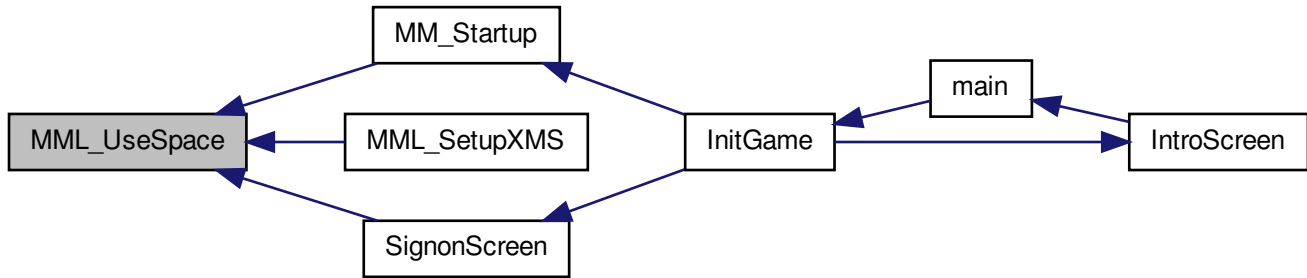 MM_Startup
main
MML_UseSpace
MML_SetupXMS
InitGame
IntroScreen
SignonScreen